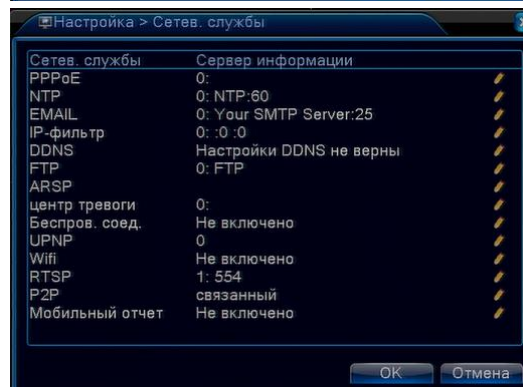 Настройка > Сетев. службы
Сетев. службы Сервер информации
PPPoE 0:
NTP 0: NTP:60
EMAIL 0: Your SMTP Server:25
IP-фильтр 0: :0 :0
DDNS Настройки DDNS не верны
FTP 0: FTP
ARSP
центр тревоги 0:
Беспров. соед. Не включено
UPNP 0
Wifi Не включено
RTSP 1: 554
P2P связанный
Мобильный отчет Не включено
OK Отмена